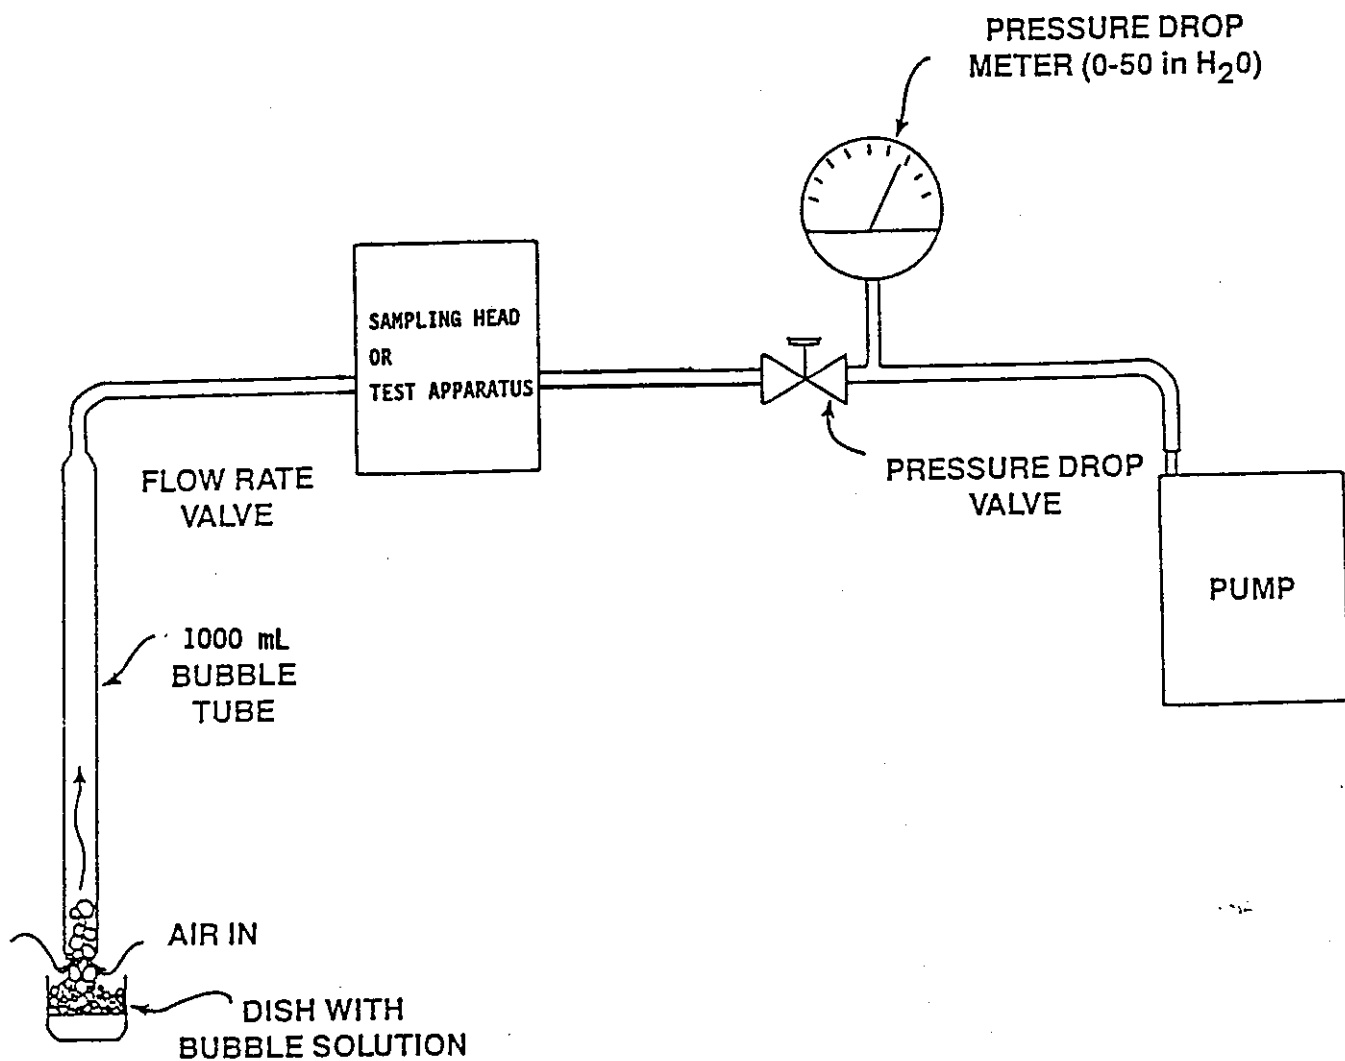 PRESSURE DROP
METER (0-50 in H₂0)
SAMPLING HEAD
OR
TEST APPARATUS
FLOW RATE
VALVE
PRESSURE DROP
VALVE
PUMP
1000 mL
BUBBLE
TUBE
AIR IN
DISH WITH
BUBBLE SOLUTION